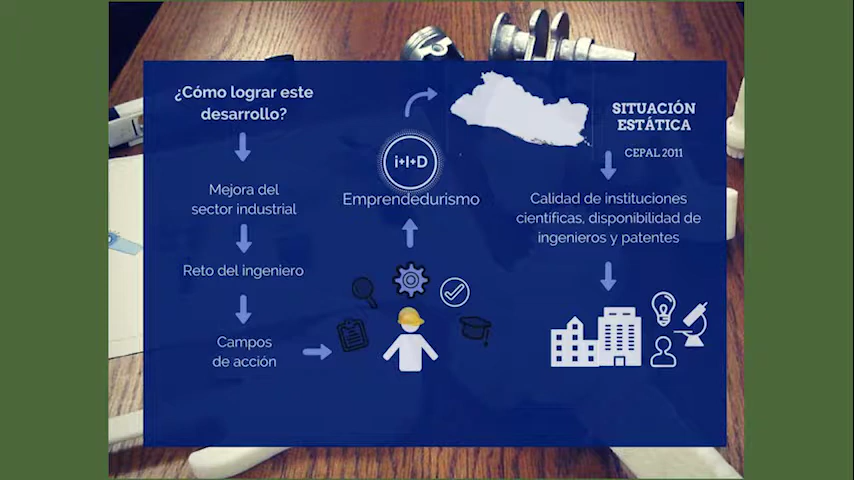 ¿Cómo lograr este
desarrollo?
Mejora del
sector industrial
Reto del ingeniero
Campos
de acción
i+I+D
Emprendedurismo
SITUACIÓN
ESTÁTICA
CEPAL 2011
Calidad de instituciones
científicas, disponibilidad de
ingenieros y patentes